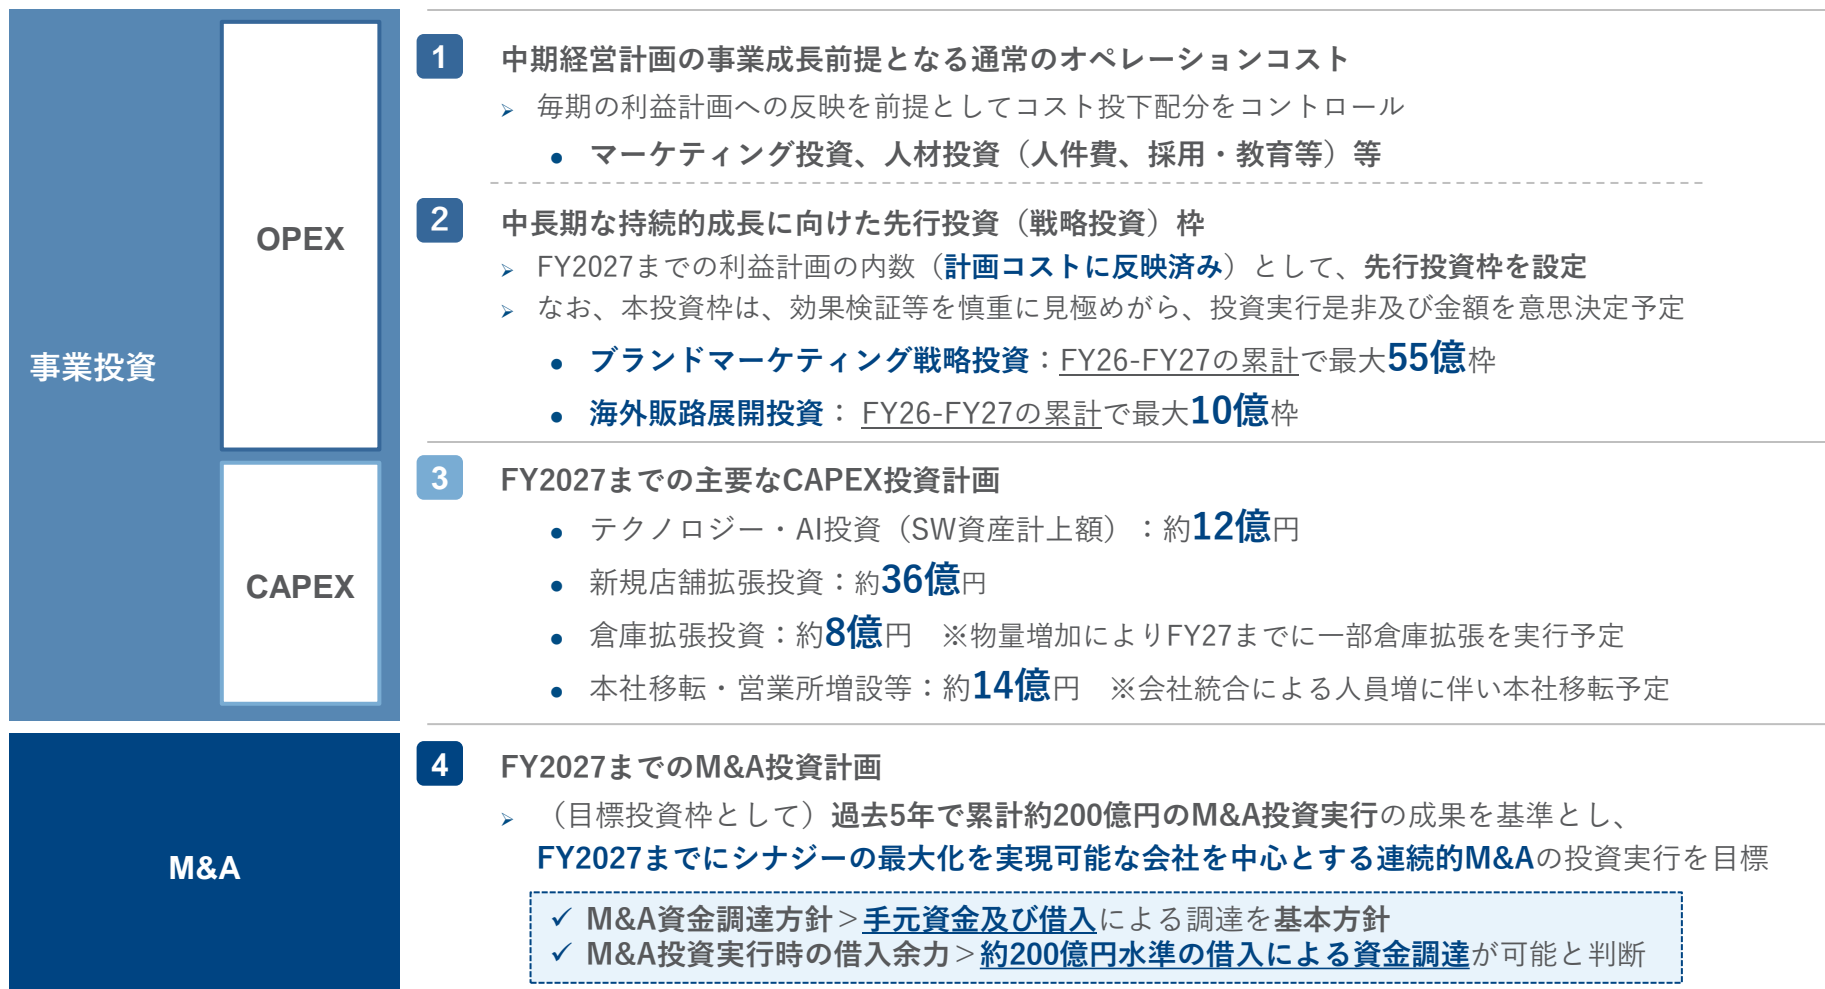 事業投資
OPEX
1 中期経営計画の事業成長前提となる通常のオペレーションコスト
➢ 毎期の利益計画への反映を前提としてコスト投下配分をコントロール
● マーケティング投資、人材投資（人件費、採用・教育等）等
2 中長期な持続的成長に向けた先行投資（戦略投資）枠
➢ FY2027までの利益計画の内数（計画コストに反映済み）として、先行投資枠を設定
➢ なお、本投資枠は、効果検証等を慎重に見極めがら、投資実行是非及び金額を意思決定予定
● ブランドマーケティング戦略投資：FY26-FY27の累計で最大55億枠
● 海外販路展開投資： FY26-FY27の累計で最大10億枠
CAPEX
3 FY2027までの主要なCAPEX投資計画
● テクノロジー・AI投資（SW資産計上額）：約12億円
● 新規店舗拡張投資：約36億円
● 倉庫拡張投資：約8億円　※物量増加によりFY27までに一部倉庫拡張を実行予定
● 本社移転・営業所増設等：約14億円　※会社統合による人員増に伴い本社移転予定
M&A
4 FY2027までのM&A投資計画
➢ （目標投資枠として）過去5年で累計約200億円のM&A投資実行の成果を基準とし、
FY2027までにシナジーの最大化を実現可能な会社を中心とする連続的M&Aの投資実行を目標
✓ M&A資金調達方針＞手元資金及び借入による調達を基本方針
✓ M&A投資実行時の借入余力＞約200億円水準の借入による資金調達が可能と判断